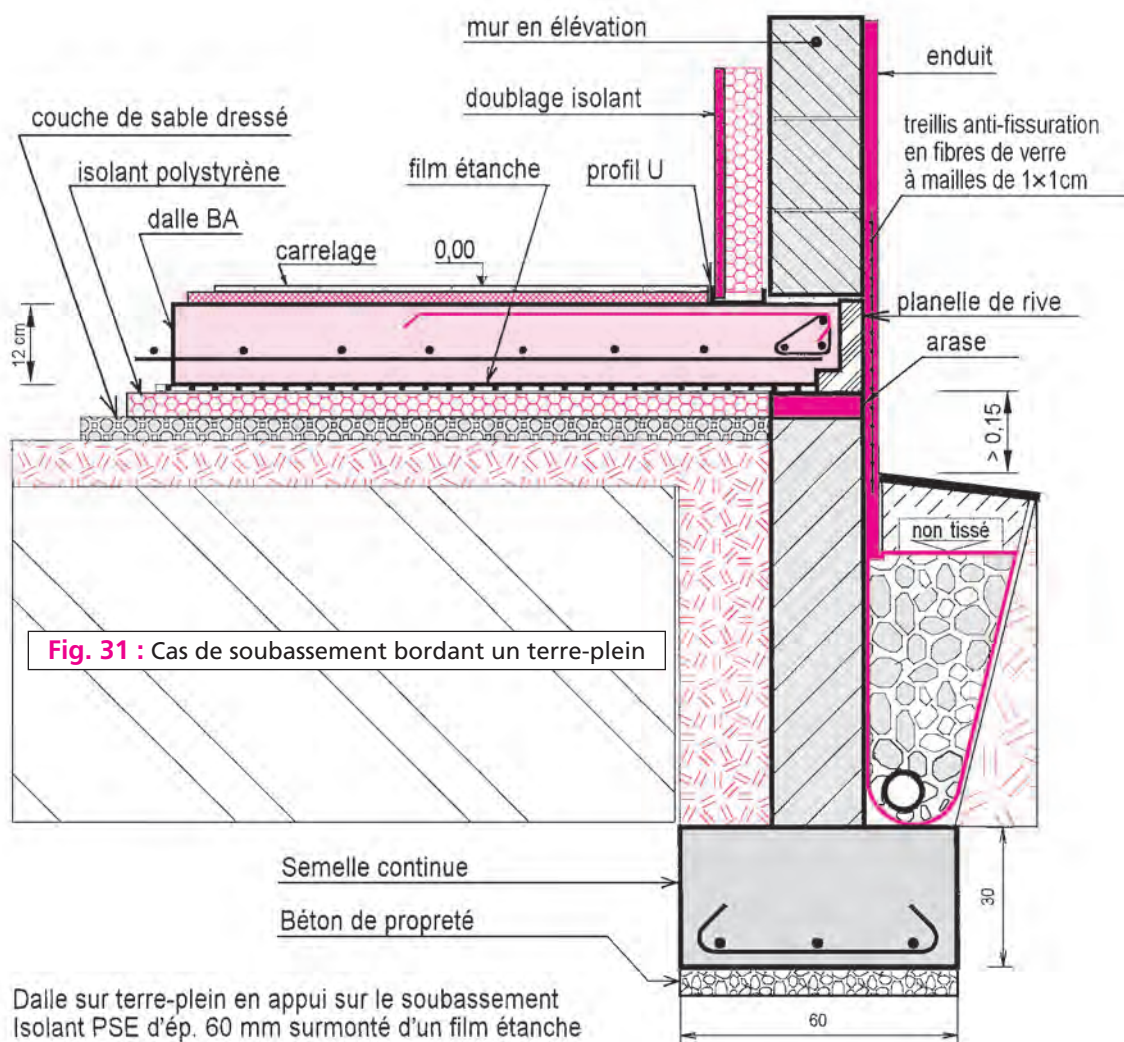 mur en élévation
enduit
doublage isolant
couche de sable dressé
treillis anti-fissuration
en fibres de verre
à mailles de 1×1cm
isolant polystyrène
film étanche
profil U
dalle BA
carrelage
0,00
planelle de rive
12 cm
arase
> 0,15
non tissé
Fig. 31 : Cas de soubassement bordant un terre-plein
Semelle continue
30
Béton de propreté
Dalle sur terre-plein en appui sur le soubassement
Isolant PSE d'ép. 60 mm surmonté d'un film étanche
60